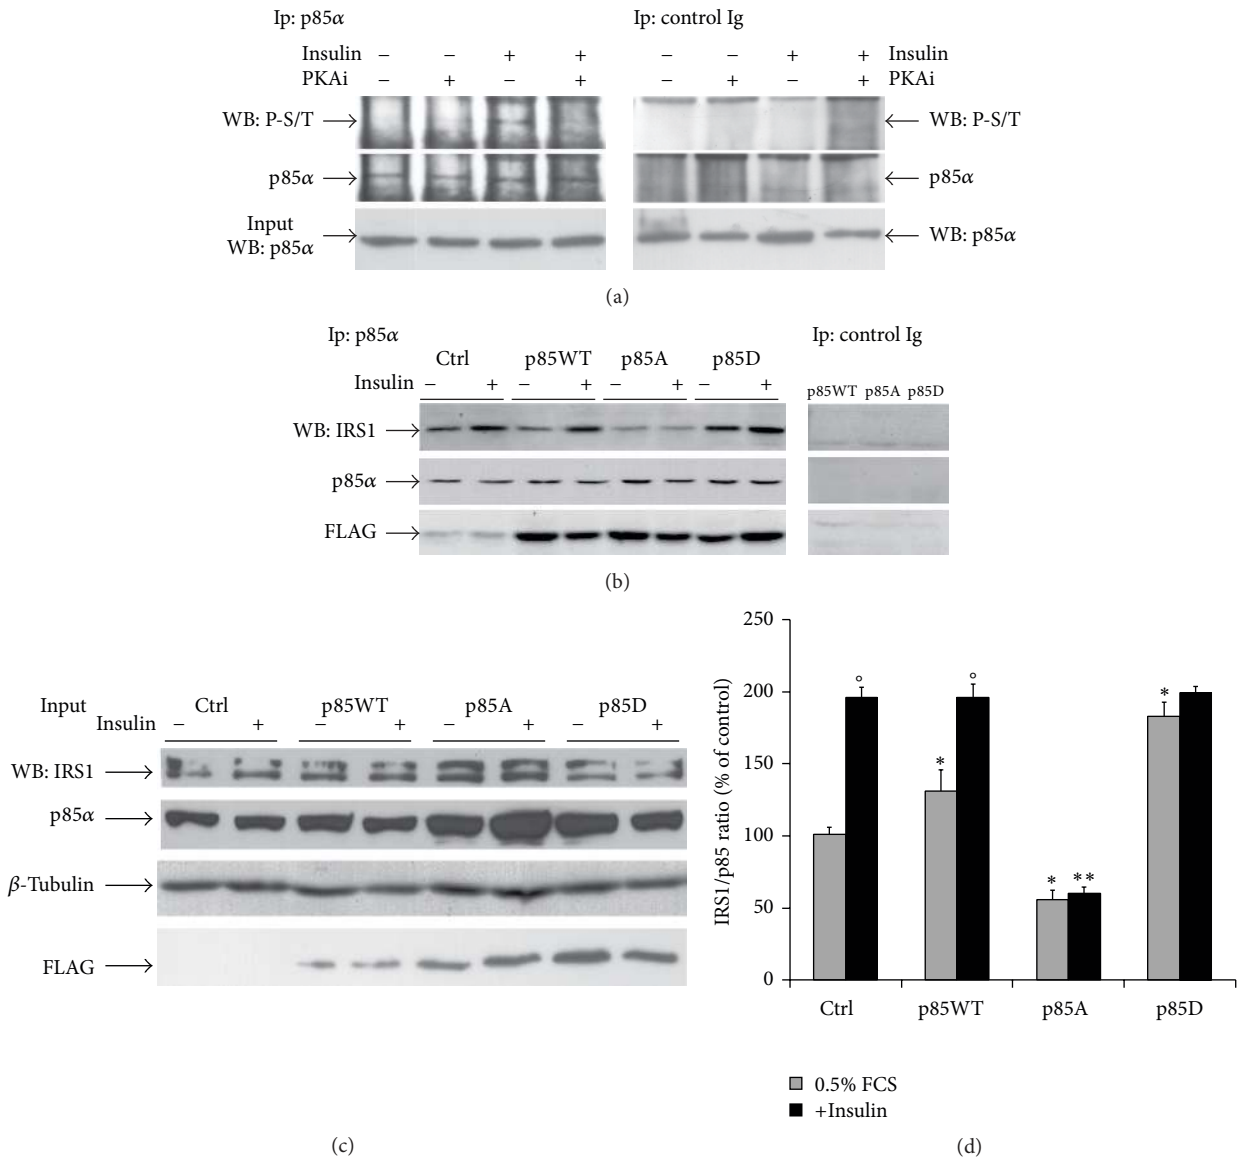 Ip: p85α
Ip: control Ig
Insulin − − + + − − + + Insulin
PKAi − + − + − + − + PKAi
WB: P-S/T
WB: P-S/T
p85α
p85α
Input
WB: p85α
WB: p85α
(a)
Ip: p85α
Ip: control Ig
Ctrl p85WT p85A p85D
Insulin − + − + − + − +
p85WT p85A p85D
WB: IRS1
p85α
FLAG
(b)
Input Ctrl p85WT p85A p85D
Insulin − + − + − + − +
WB: IRS1
p85α
β-Tubulin
FLAG
(c)
IRS1/p85 ratio (% of control)
250
200
150
100
50
0
° * ° * ** *
Ctrl p85WT p85A p85D
0.5% FCS
+Insulin
(d)